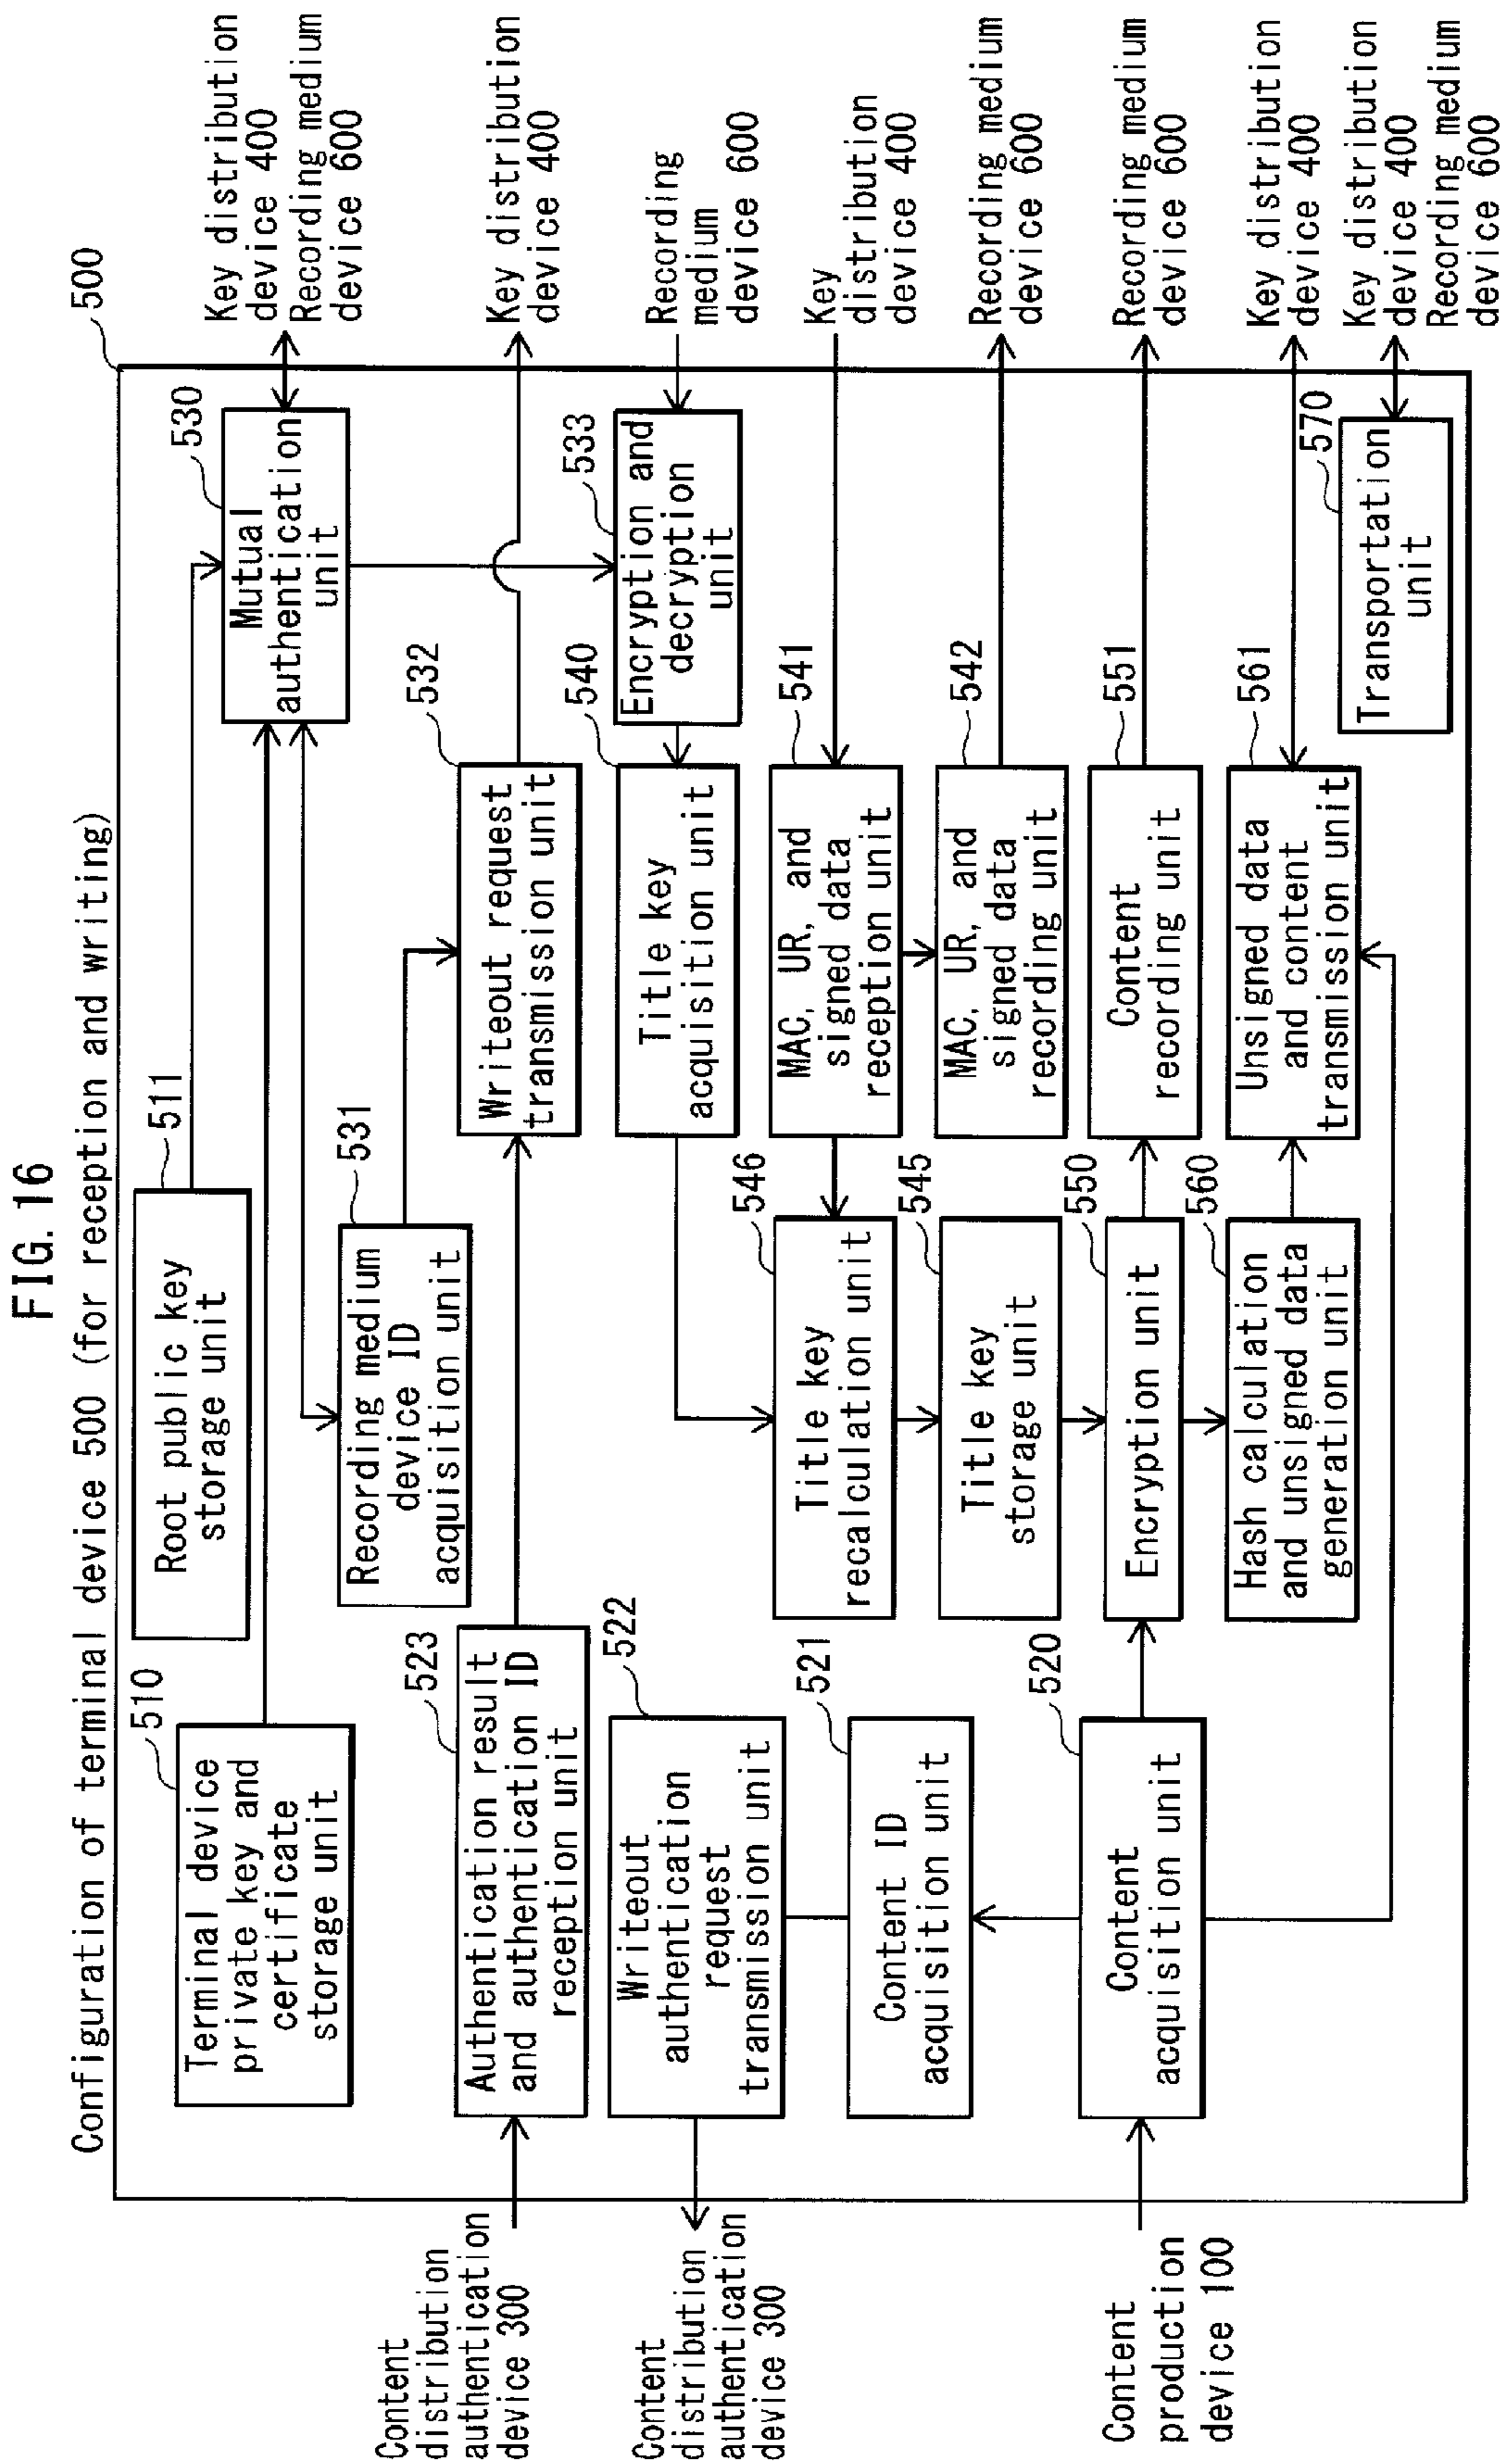 FIG. 16
Configuration of terminal device 500 (for reception and writing)
500
510
Terminal device
private key and
certificate
storage unit
511
Root public key
storage unit
530
Mutual
authentication
unit
Key distribution
device 400
Recording medium
device 600
531
Recording medium
device ID
acquisition unit
Content
distribution
authentication
device 300
523
Authentication result
and authentication ID
reception unit
532
Writeout request
transmission unit
Key distribution
device 400
533
Encryption and
decryption
unit
Recording
medium
device 600
Content
distribution
authentication
device 300
522
Writeout
authentication
request
transmission unit
540
Title key
acquisition unit
521
Content ID
acquisition unit
546
Title key
recalculation unit
541
MAC, UR, and
signed data
reception unit
Key
distribution
device 400
545
Title key
storage unit
542
MAC, UR, and
signed data
recording unit
Recording medium
device 600
Content
production
device 100
520
Content
acquisition unit
550
Encryption unit
551
Content
recording unit
Recording medium
device 600
560
Hash calculation
and unsigned data
generation unit
561
Unsigned data
and content
transmission unit
Key distribution
device 400
570
Transportation
unit
Key distribution
device 400
Recording medium
device 600